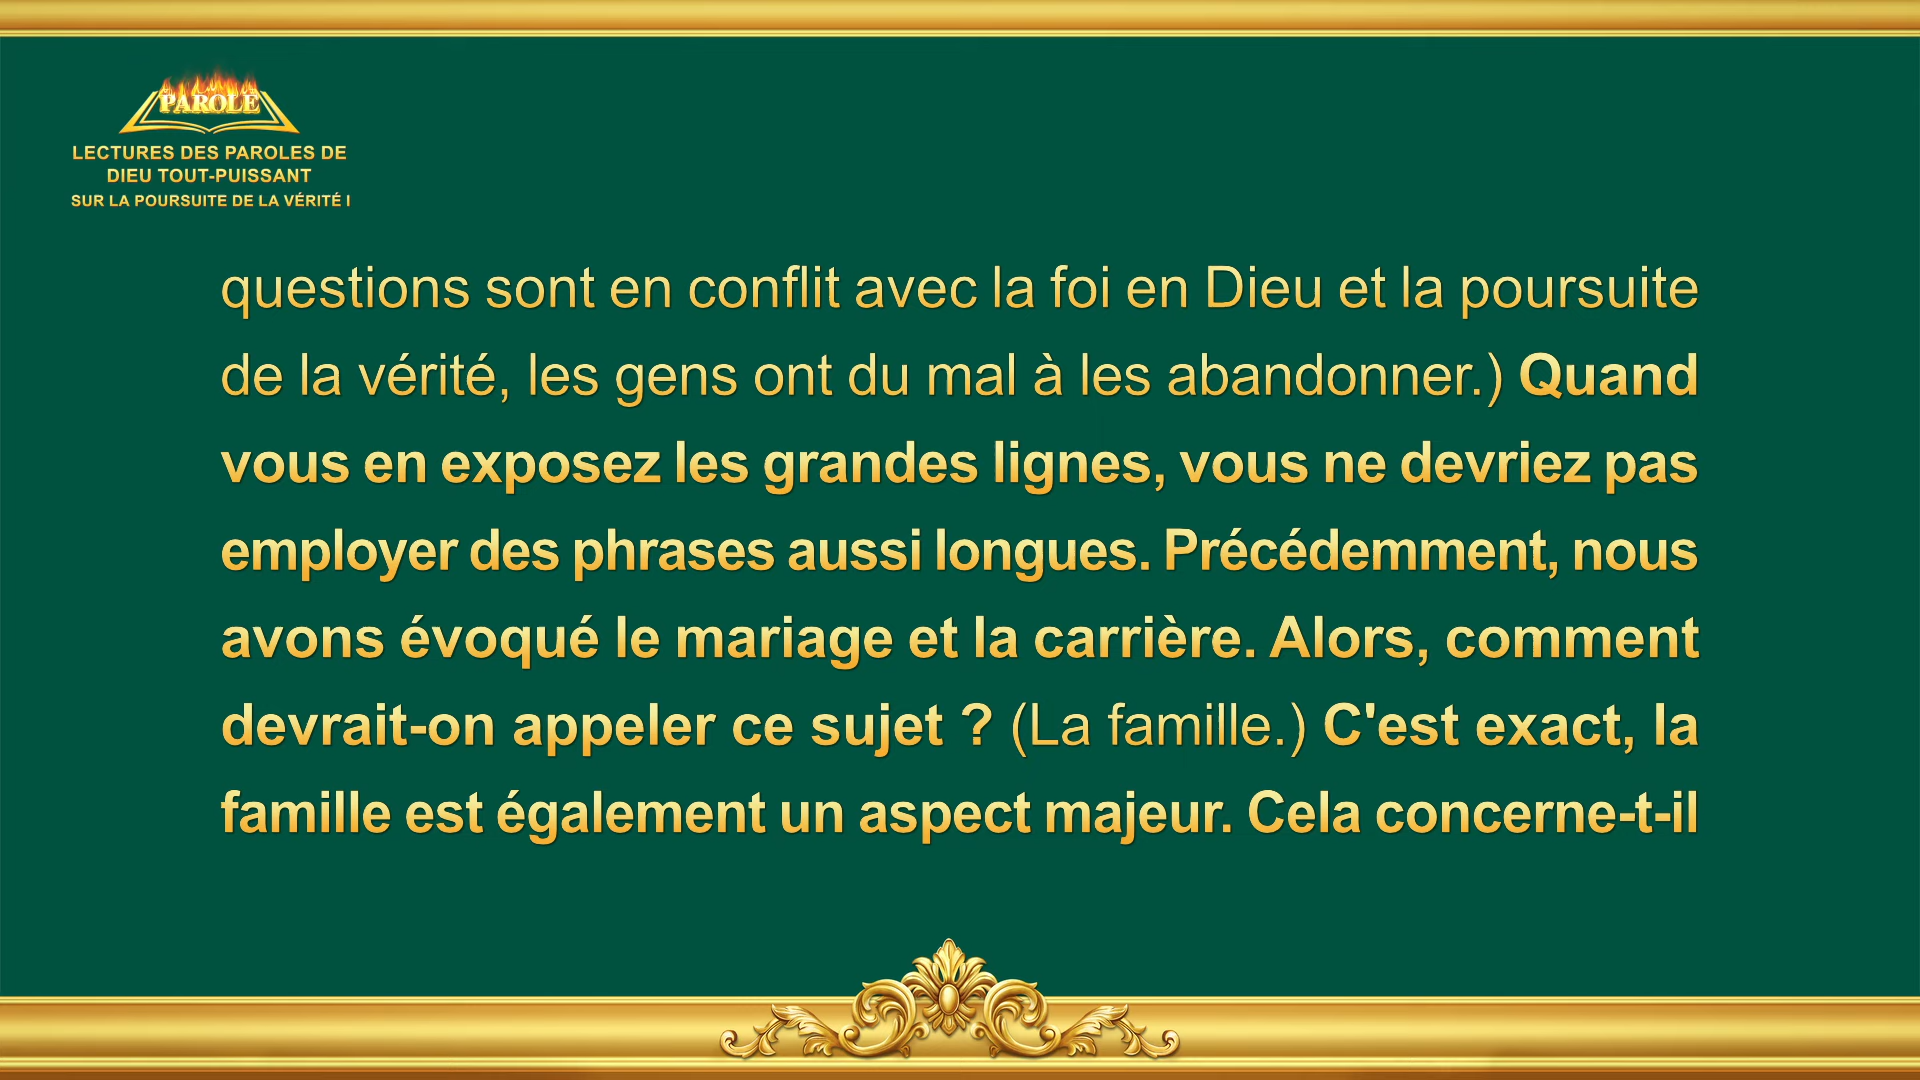 PAROLE
LECTURES DES PAROLES DE
DIEU TOUT-PUISSANT
SUR LA POURSUITE DE LA VÉRITÉ I
questions sont en conflit avec la foi en Dieu et la poursuite
de la vérité, les gens ont du mal à les abandonner.) Quand
vous en exposez les grandes lignes, vous ne devriez pas
employer des phrases aussi longues. Précédemment, nous
avons évoqué le mariage et la carrière. Alors, comment
devrait-on appeler ce sujet ? (La famille.) C'est exact, la
famille est également un aspect majeur. Cela concerne-t-il